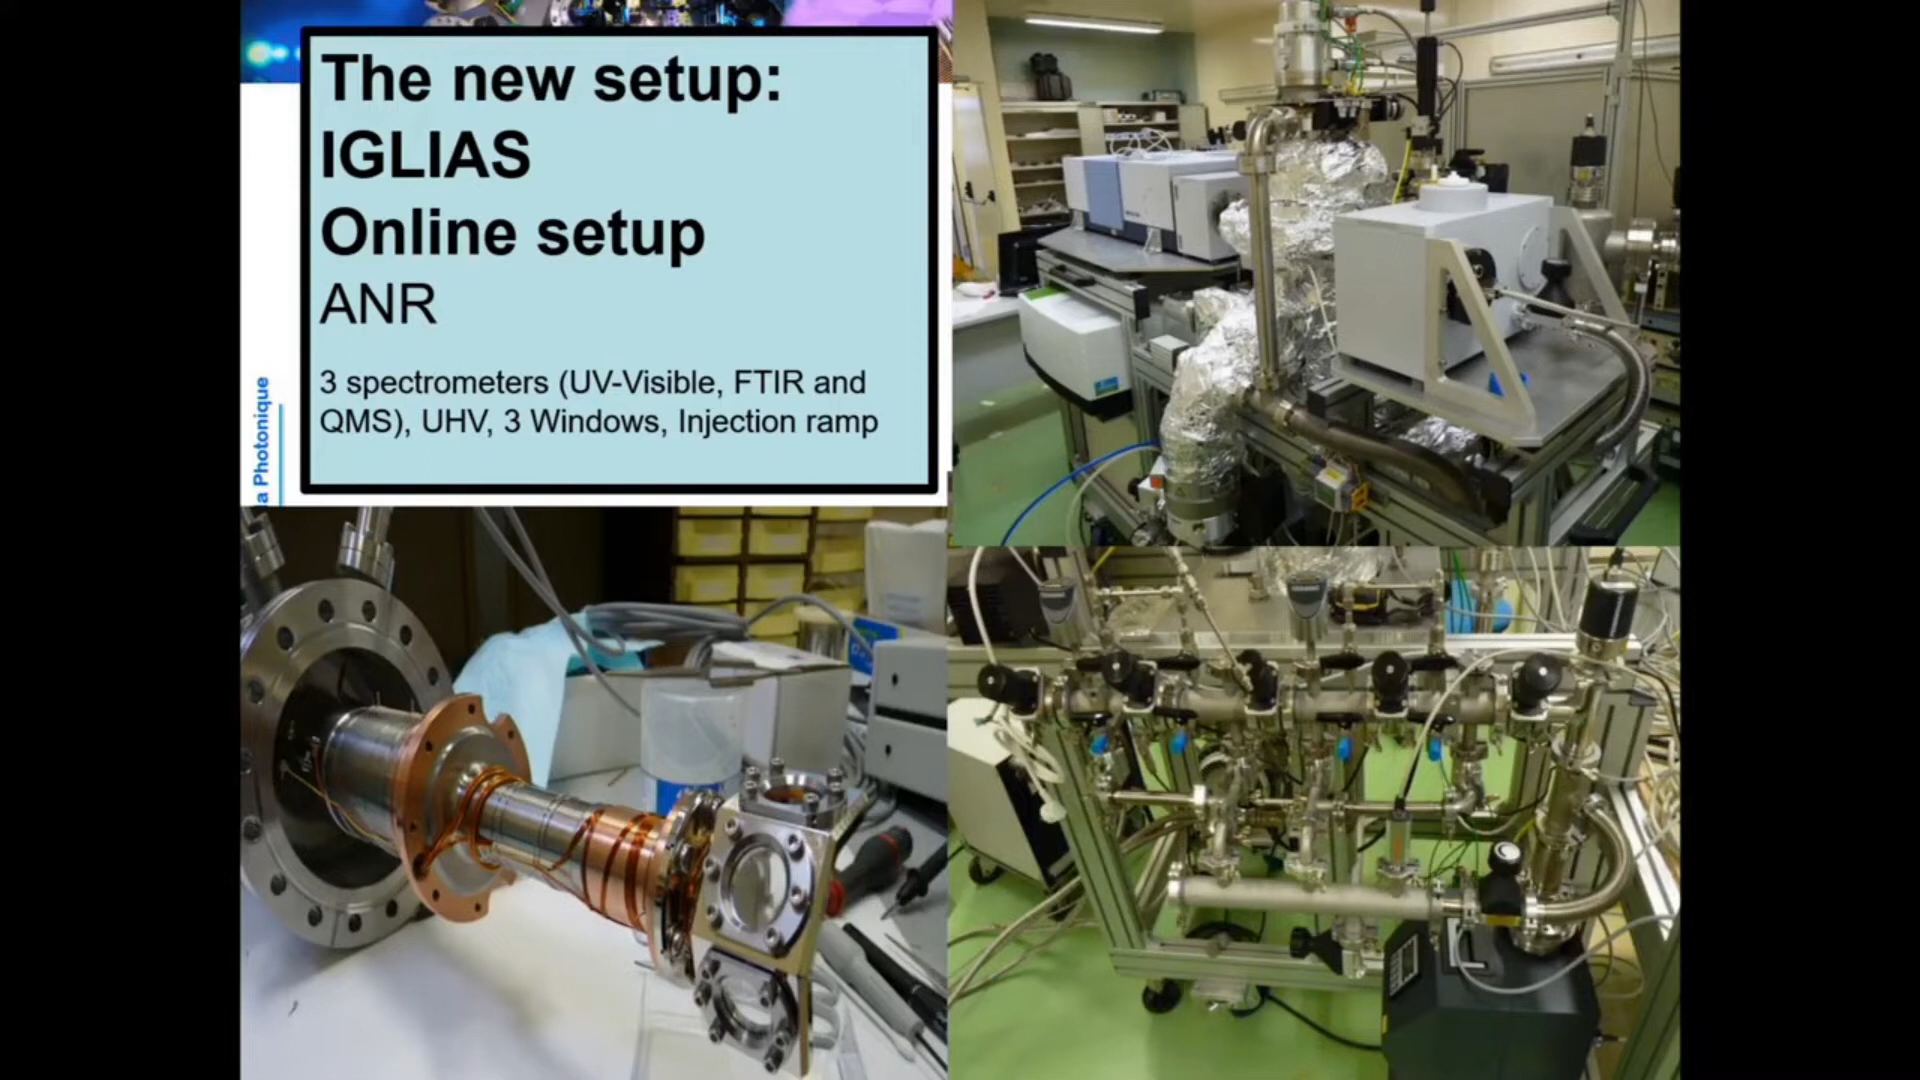 The new setup:
IGLIAS
Online setup
ANR
3 spectrometers (UV-Visible, FTIR and
QMS), UHV, 3 Windows, Injection ramp
a Photonique